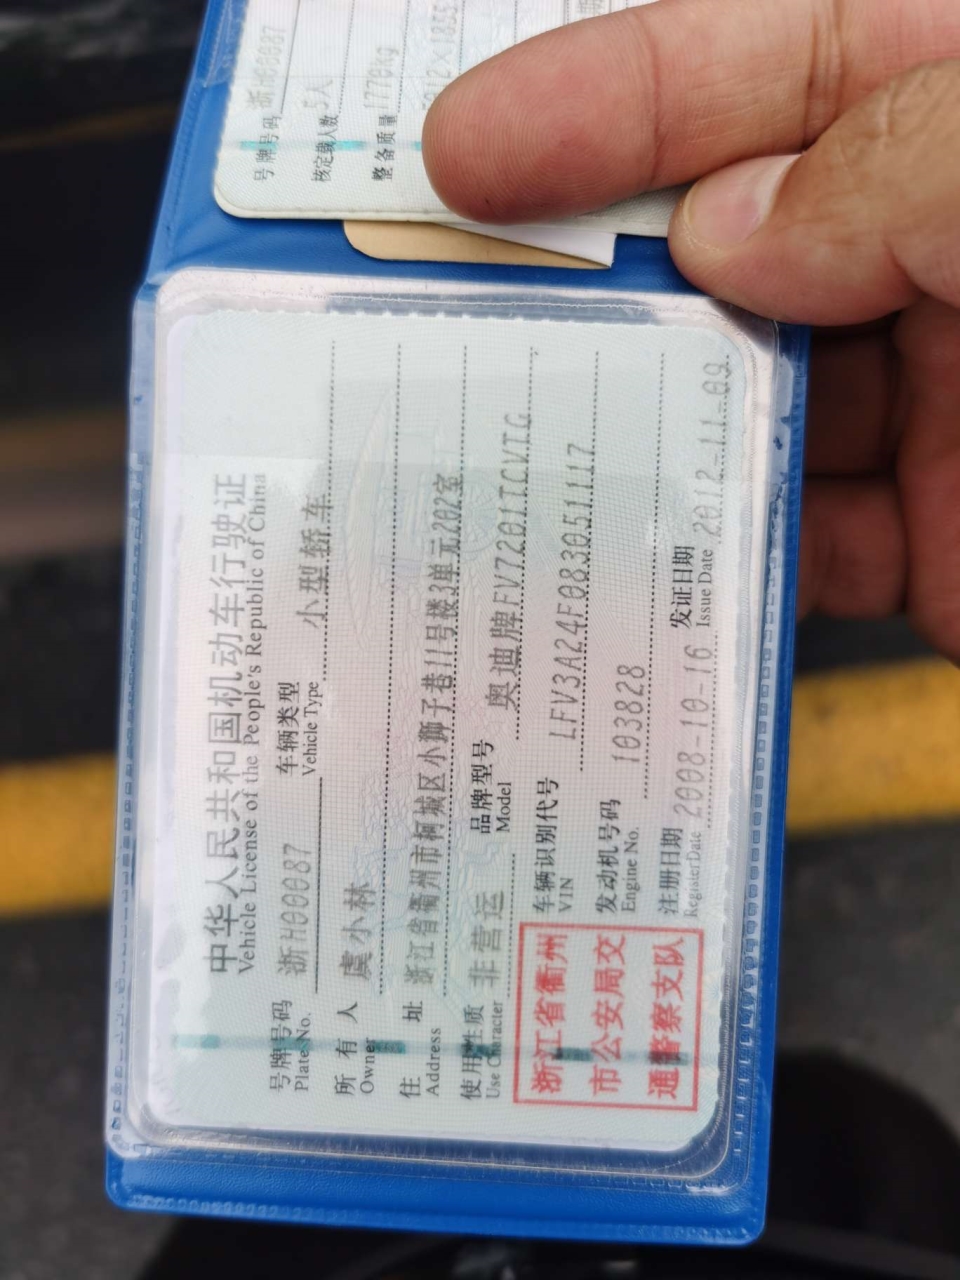 号牌号码 浙H00087
核定载人数 5人
整备质量 1770kg
中华人民共和国机动车行驶证
Vehicle License of the People's Republic of China
号牌号码 浙H00087 车辆类型 小型轿车
Plate No. Vehicle Type
所有人 虞小林
Owner
住址 浙江省衢州市柯城区小狮子巷11号楼3单元202室
Address
使用性质 非营运 品牌型号 奥迪牌FV7201TCVTG
Use Character Model
浙江省衢州
市公安局交
通警察支队
车辆识别代号 LFV3A24F083051117
VIN
发动机号码 103828
Engine No.
注册日期 2008-10-16 发证日期 2012-11-09
Register Date Issue Date